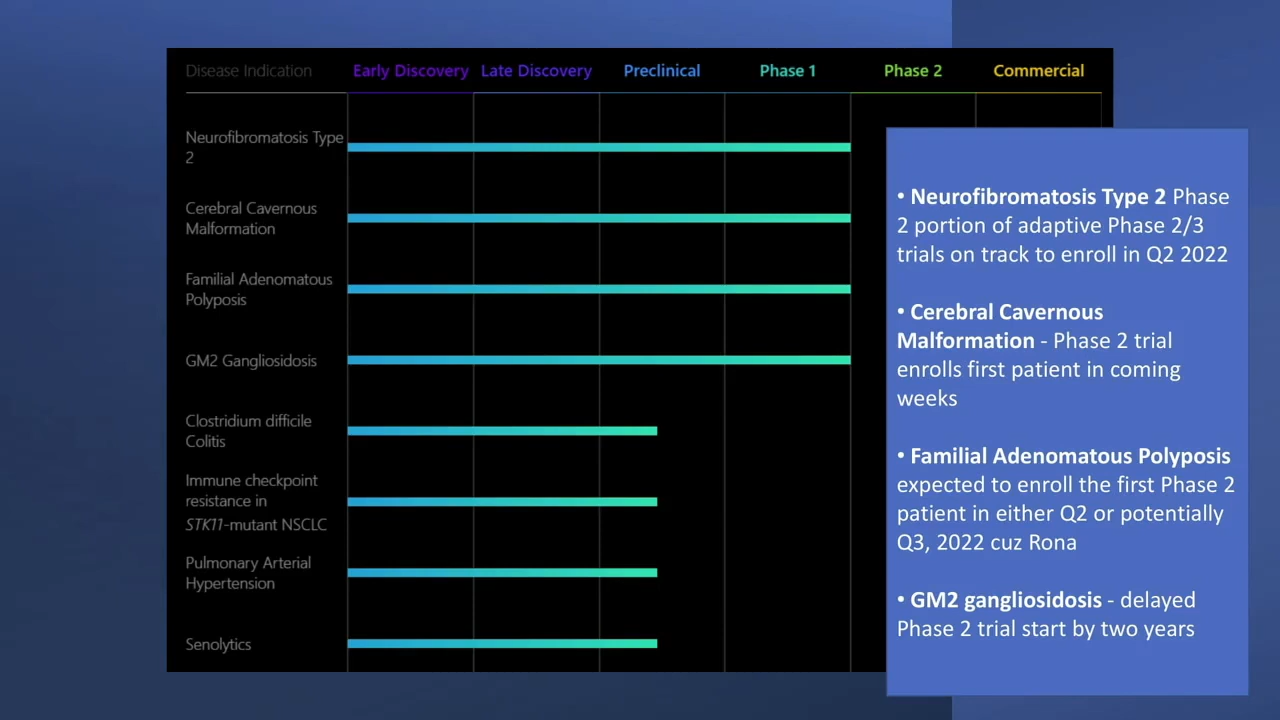 Disease Indication Early Discovery Late Discovery Preclinical Phase 1 Phase 2 Commercial
Neurofibromatosis Type
2
Cerebral Cavernous
Malformation
Familial Adenomatous
Polyposis
GM2 Gangliosidosis
Clostridium difficile
Colitis
Immune checkpoint
resistance in
STK11-mutant NSCLC
Pulmonary Arterial
Hypertension
Senolytics
• Neurofibromatosis Type 2 Phase
2 portion of adaptive Phase 2/3
trials on track to enroll in Q2 2022
• Cerebral Cavernous
Malformation - Phase 2 trial
enrolls first patient in coming
weeks
• Familial Adenomatous Polyposis
expected to enroll the first Phase 2
patient in either Q2 or potentially
Q3, 2022 cuz Rona
• GM2 gangliosidosis - delayed
Phase 2 trial start by two years